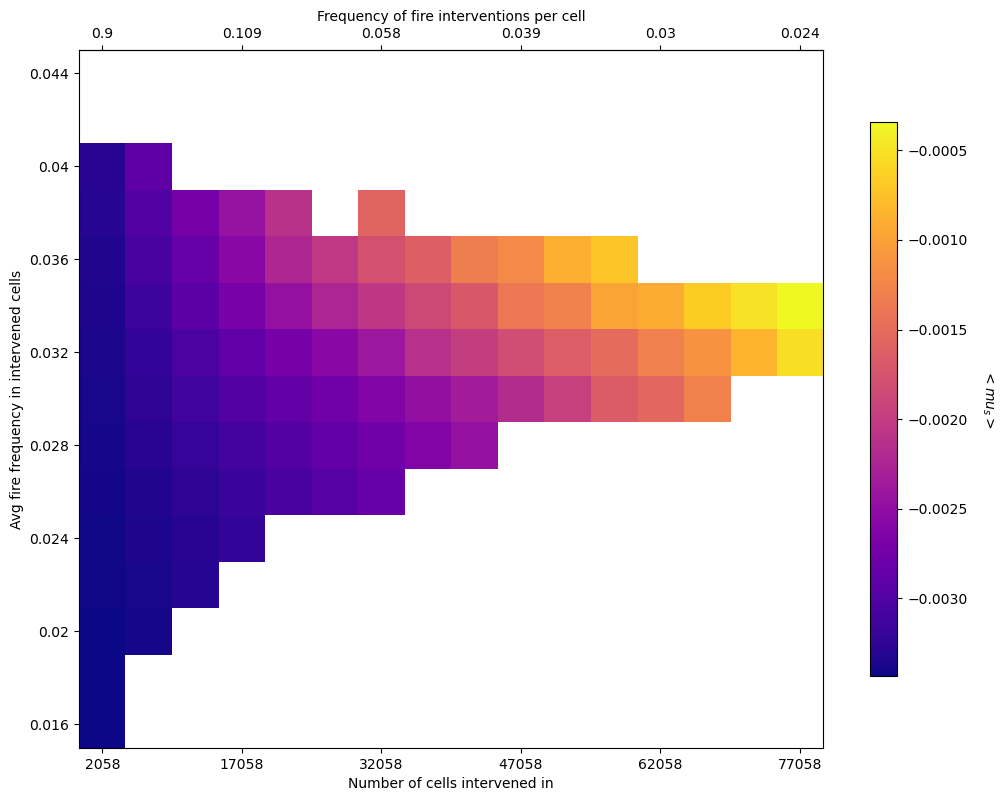 Frequency of fire interventions per cell
0.9 0.109 0.058 0.039 0.03 0.024
0.044
0.04
0.036
0.032
0.028
0.024
0.02
0.016
Avg fire frequency in intervened cells
2058 17058 32058 47058 62058 77058
Number of cells intervened in
−0.0005
−0.0010
−0.0015
−0.0020
−0.0025
−0.0030
< mu_s >